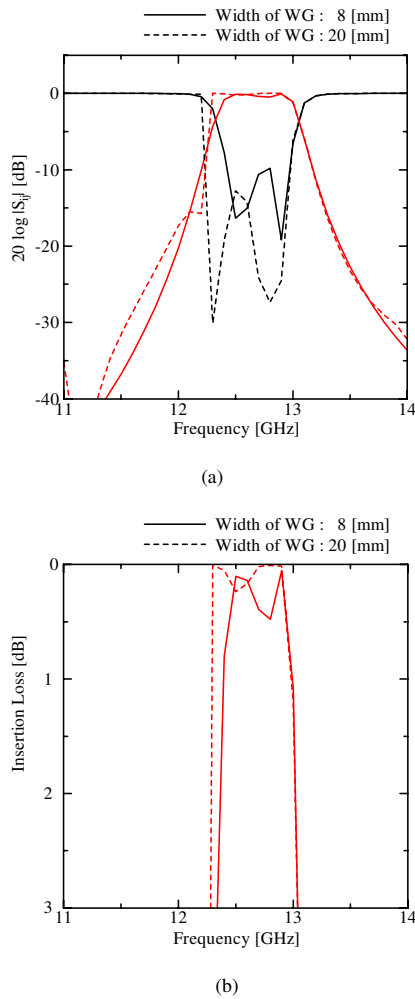 Width of WG : 8 [mm]
Width of WG : 20 [mm]
0
-10
-20
-30
-40
20 log |Sij| [dB]
11 12 13 14
Frequency [GHz]
(a)
Width of WG : 8 [mm]
Width of WG : 20 [mm]
0
1
2
3
Insertion Loss [dB]
11 12 13 14
Frequency [GHz]
(b)